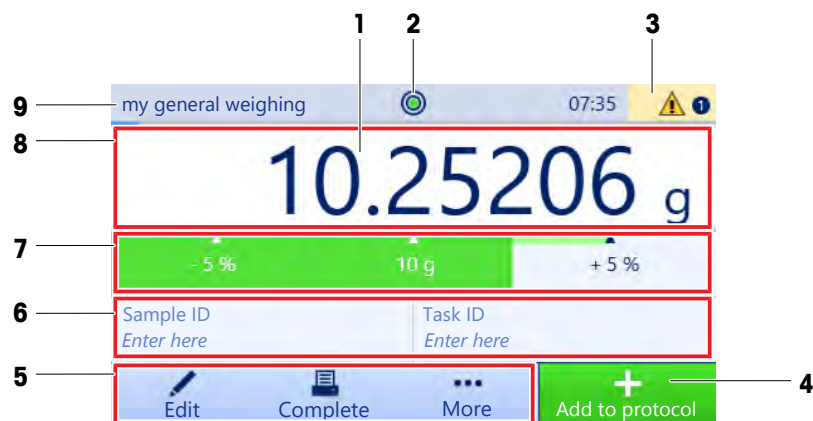 1 2 3
9 my general weighing 07:35 1
8 10.25206 g
7 - 5 % 10 g + 5 %
6 Sample ID Task ID
Enter here Enter here
5 Edit Complete More Add to protocol 4